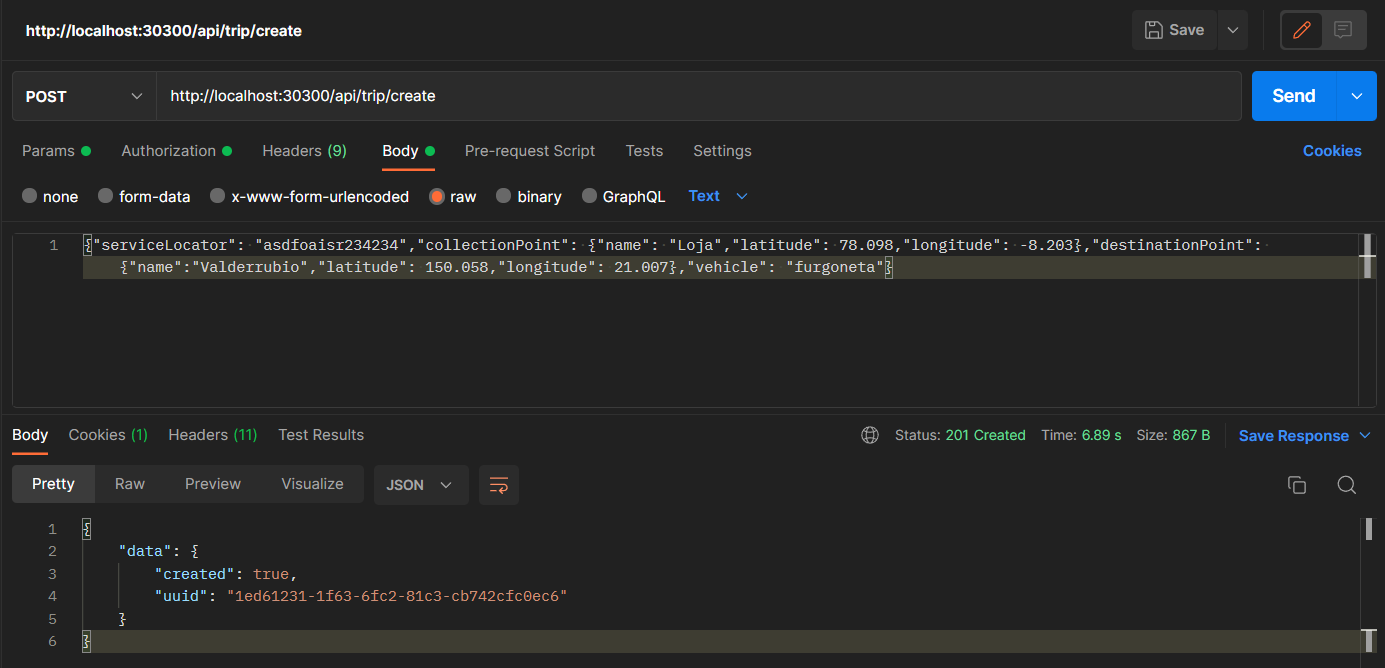 http://localhost:30300/api/trip/create Save
POST http://localhost:30300/api/trip/create Send
Params Authorization Headers (9) Body Pre-request Script Tests Settings Cookies
none form-data x-www-form-urlencoded raw binary GraphQL Text
1 {"serviceLocator": "asdfoaisr234234","collectionPoint": {"name": "Loja","latitude": 78.098,"longitude": -8.203},"destinationPoint":
{"name":"Valderrubio","latitude": 150.058,"longitude": 21.007},"vehicle": "furgoneta"}
Body Cookies (1) Headers (11) Test Results Status: 201 Created Time: 6.89 s Size: 867 B Save Response
Pretty Raw Preview Visualize JSON
1 {
2 "data": {
3 "created": true,
4 "uuid": "1ed61231-1f63-6fc2-81c3-cb742cfc0ec6"
5 }
6 }